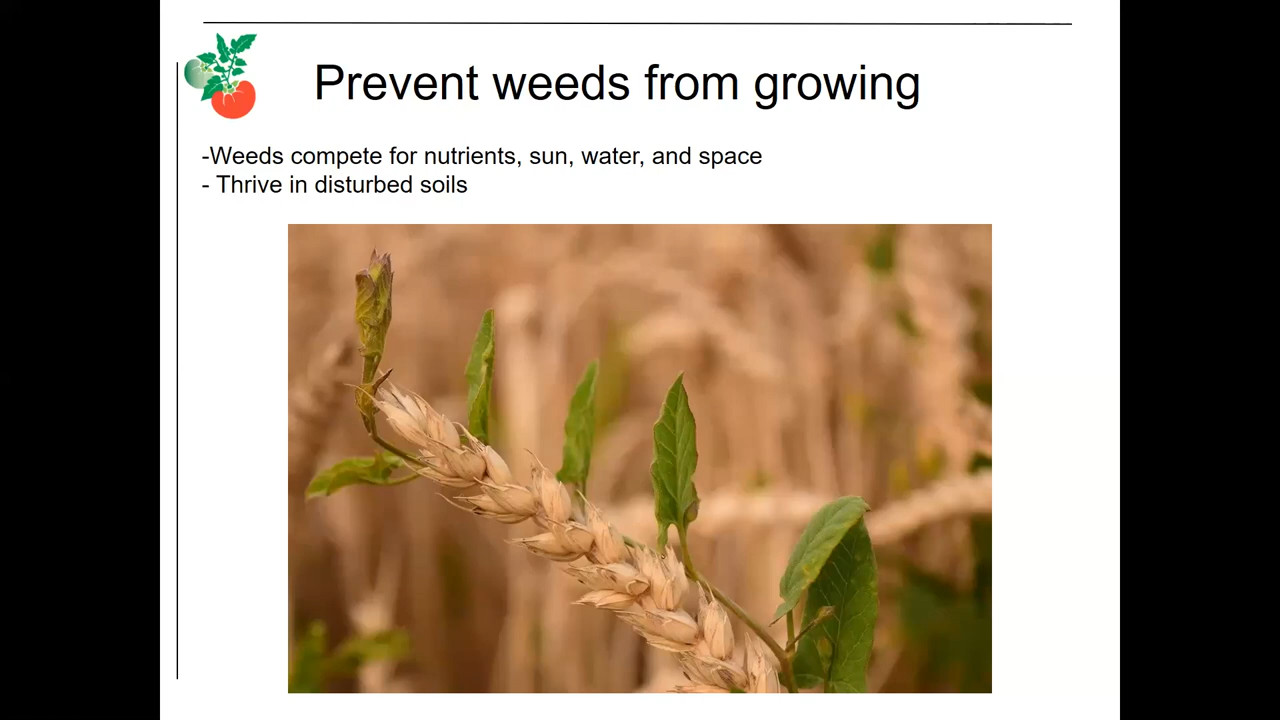 Prevent weeds from growing
-Weeds compete for nutrients, sun, water, and space
- Thrive in disturbed soils